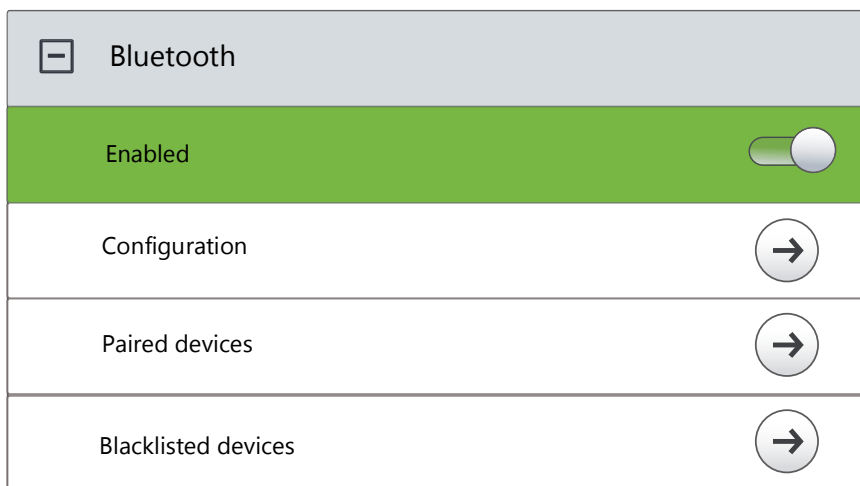 Bluetooth
Enabled
Configuration
Paired devices
Blacklisted devices